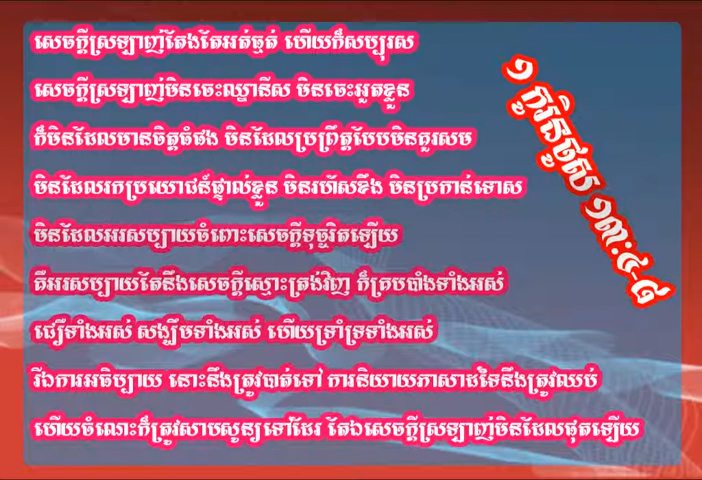 សេចក្ដីស្រឡាញ់តែងតែអត់ធ្មត់ ហើយក៏សប្បុរស
សេចក្ដីស្រឡាញ់មិនចេះឈ្នានីស មិនចេះអួតខ្លួន
ក៏មិនដែលមានចិត្តធំផង មិនដែលប្រព្រឹត្តបែបមិនគួរសម
មិនដែលរកប្រយោជន៍ផ្ទាល់ខ្លួន មិនរហ័សខឹង មិនប្រកាន់ទោស
មិនដែលអរសប្បាយចំពោះសេចក្ដីទុច្ចរិតឡើយ
គឺអរសប្បាយតែនឹងសេចក្ដីស្មោះត្រង់វិញ ក៏គ្របបាំងទាំងអស់
ជឿទាំងអស់ សង្ឃឹមទាំងអស់ ហើយទ្រាំទ្រទាំងអស់
រីឯការអធិប្បាយ នោះនឹងត្រូវបាត់ទៅ ការនិយាយភាសាដទៃនឹងត្រូវឈប់
ហើយចំណេះក៏ត្រូវសាបសូន្យទៅដែរ តែឯសេចក្ដីស្រឡាញ់មិនដែលផុតឡើយ
១ កូរិនថូស ១៣:៤-៨